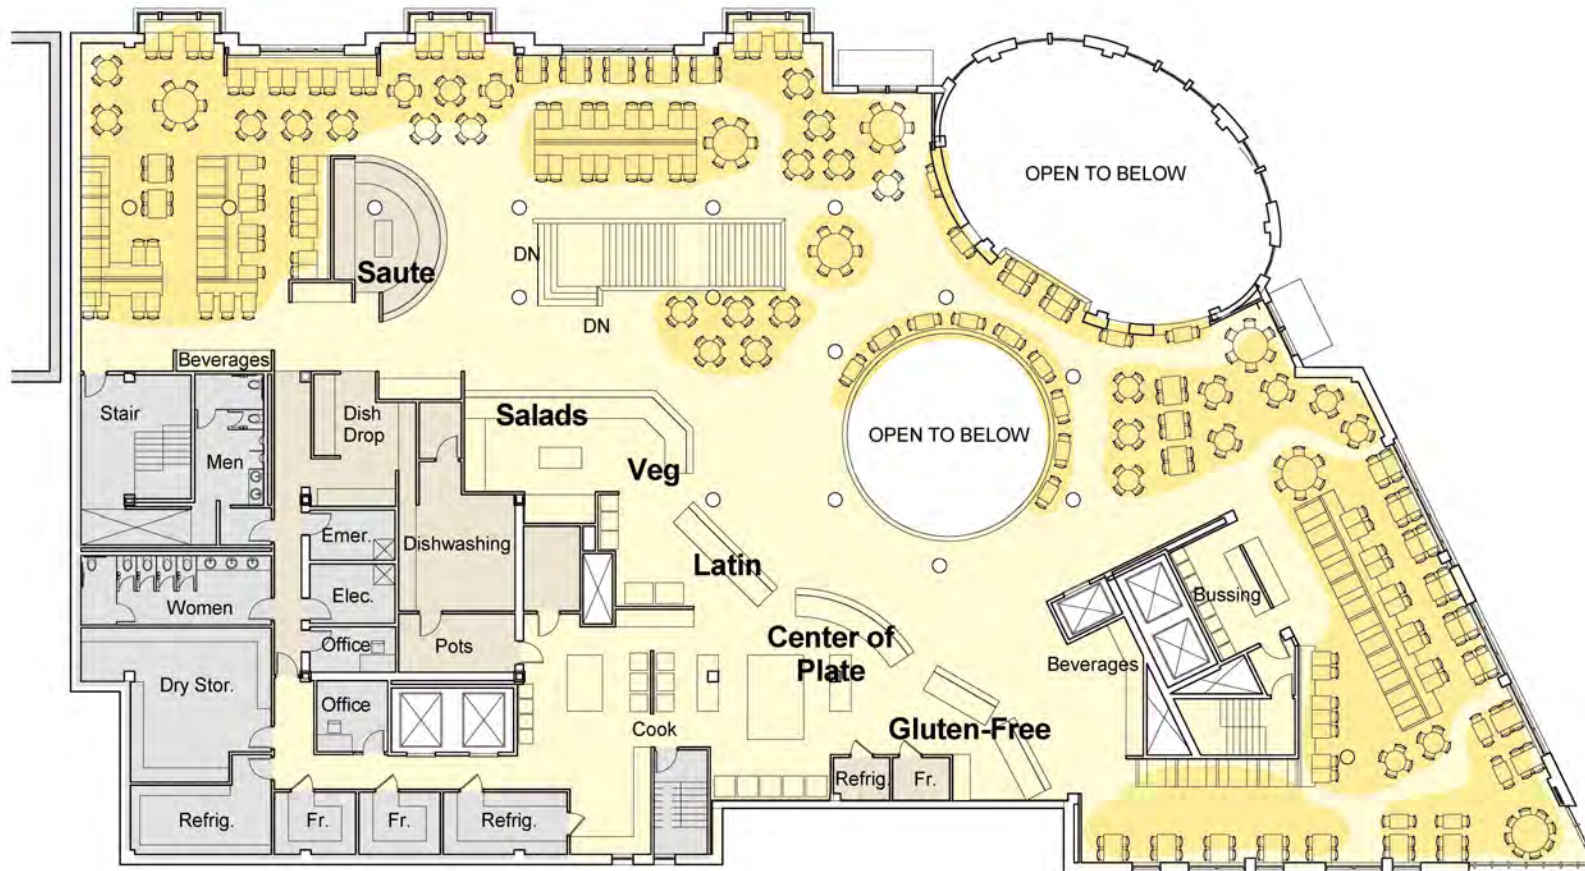 OPEN TO BELOW
DN
Saute
DN
Beverages
Stair
Men
Dish
Drop
Salads
Veg
OPEN TO BELOW
Emer.
Dishwashing
Latin
Elec.
Women
Office
Pots
Center of
Plate
Bussing
Beverages
Dry Stor.
Office
Cook
Gluten-Free
Refrig.
Fr.
Refrig.
Fr.
Fr.
Refrig.